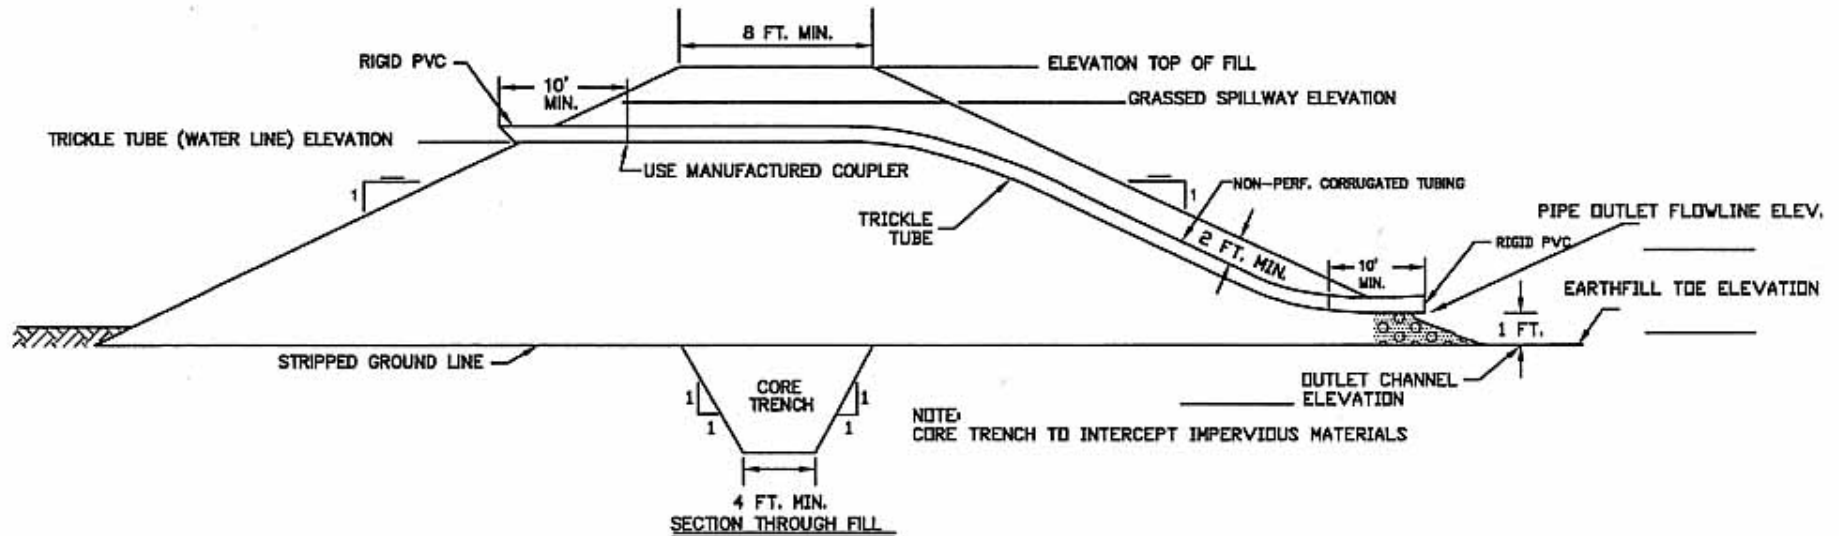 8 FT. MIN.
RIGID PVC
10'
MIN.
ELEVATION TOP OF FILL
GRASSED SPILLWAY ELEVATION
TRICKLE TUBE (WATER LINE) ELEVATION
USE MANUFACTURED COUPLER
1
1
NON-PERF. CORRUGATED TUBING
TRICKLE
TUBE
PIPE OUTLET FLOWLINE ELEV.
2 FT. MIN.
RIGID PVC
10'
MIN.
EARTHFILL TOE ELEVATION
1 FT.
STRIPPED GROUND LINE
CORE
TRENCH
1
1
1
1
OUTLET CHANNEL
ELEVATION
NOTE:
CORE TRENCH TO INTERCEPT IMPERVIOUS MATERIALS
4 FT. MIN.
SECTION THROUGH FILL